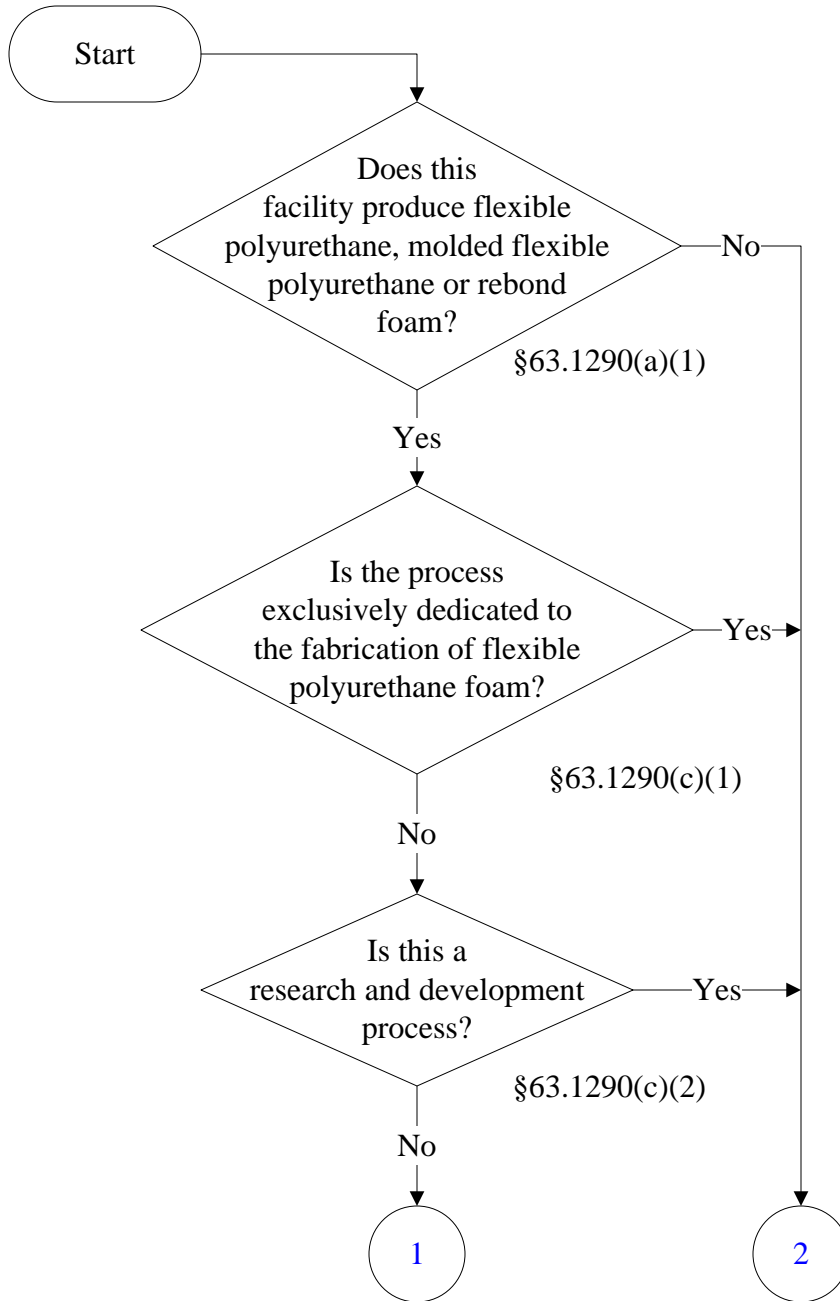 Start
Does this
facility produce flexible
polyurethane, molded flexible
polyurethane or rebond
foam?
No
§63.1290(a)(1)
Yes
Is the process
exclusively dedicated to
the fabrication of flexible
polyurethane foam?
Yes
§63.1290(c)(1)
No
Is this a
research and development
process?
Yes
§63.1290(c)(2)
No
1
2